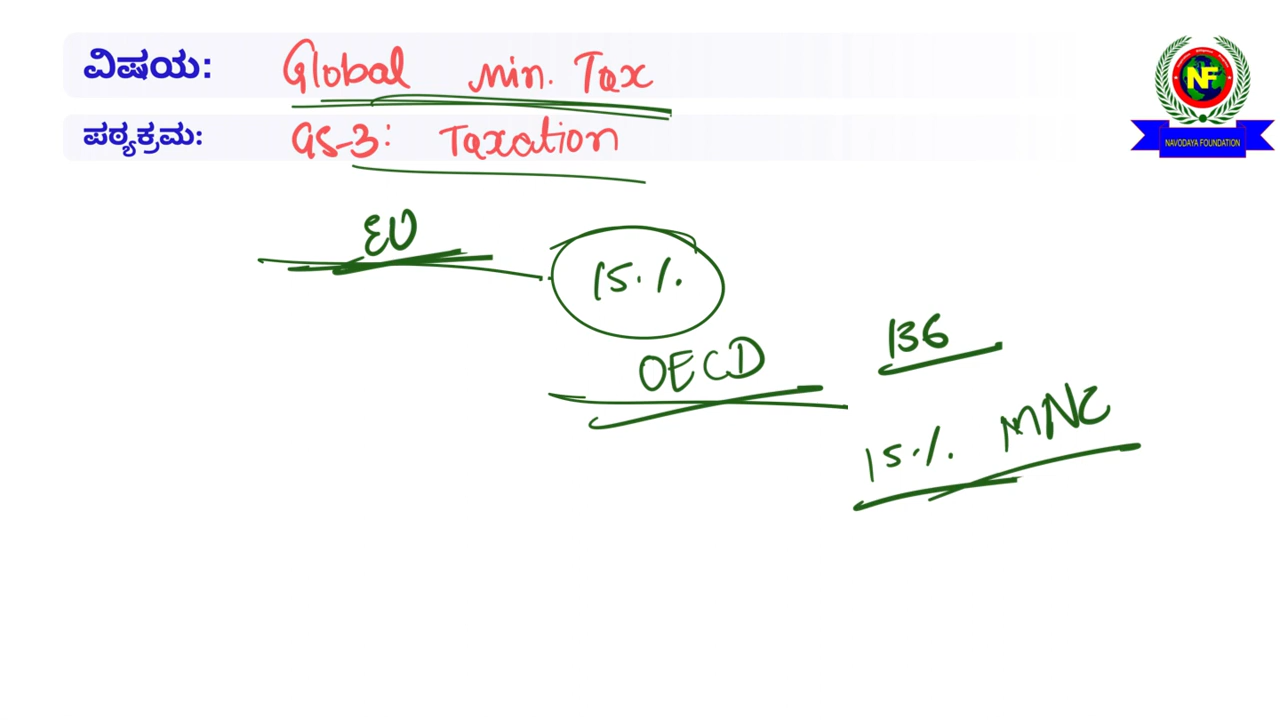 ವಿಷಯ: Global Min. Tax
ಪಠ್ಯಕ್ರಮ: GS-3: Taxation
NF
NAVODAYA FOUNDATION
EU
15%
OECD
136
15% MNC